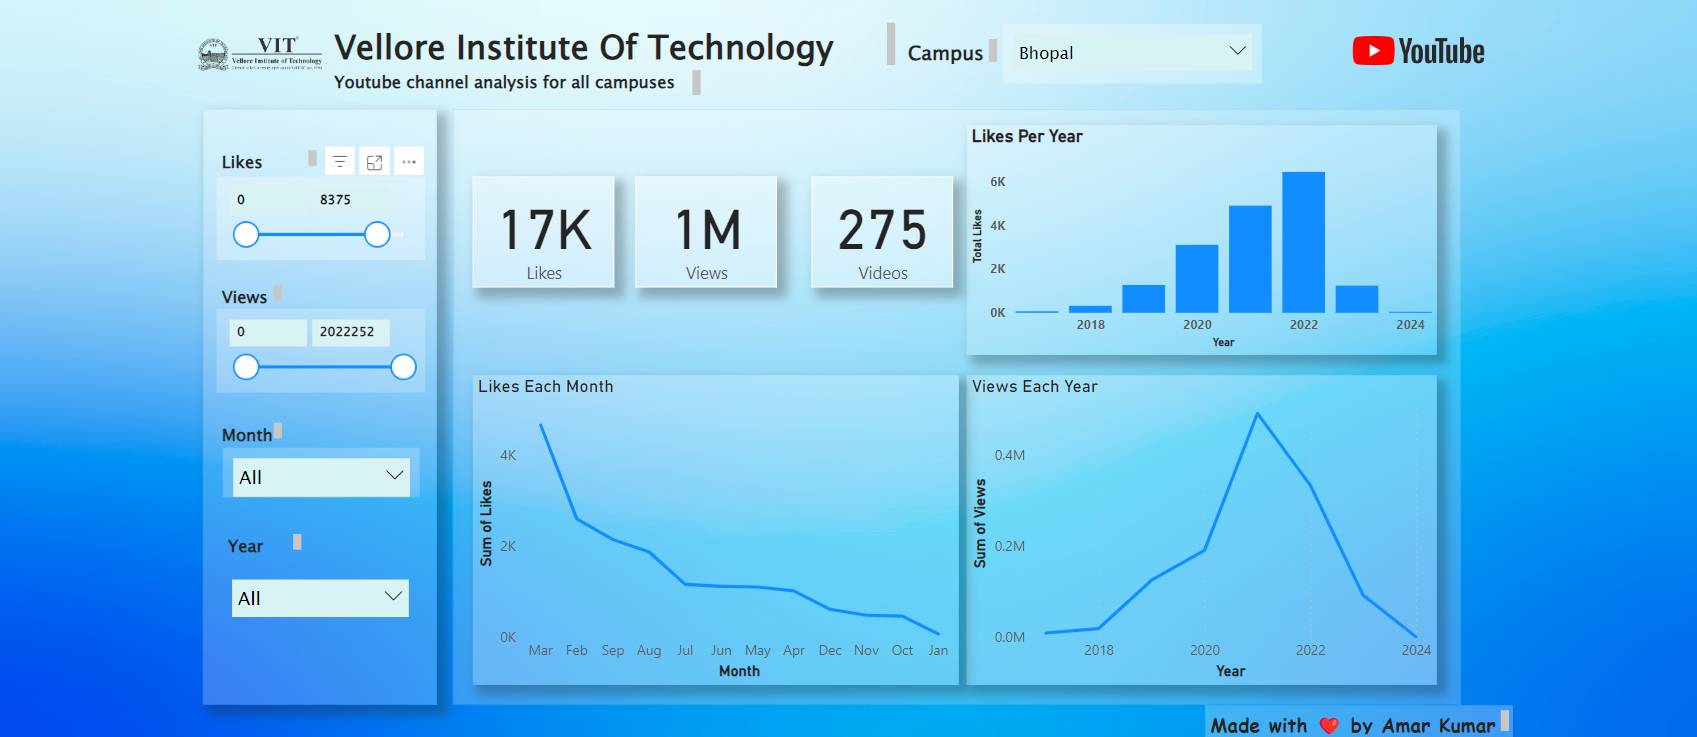 VIT
Vellore Institute of Technology
Vellore Institute Of Technology
Youtube channel analysis for all campuses
Campus
Bhopal
YouTube
Likes
0
8375
Views
0
2022252
Month
All
Year
All
17K
Likes
1M
Views
275
Videos
Likes Per Year
6K
4K
2K
0K
Total Likes
2018 2020 2022 2024
Year
Likes Each Month
4K
2K
0K
Sum of Likes
Mar Feb Sep Aug Jul Jun May Apr Dec Nov Oct Jan
Month
Views Each Year
0.4M
0.2M
0.0M
Sum of Views
2018 2020 2022 2024
Year
Made with ❤️ by Amar Kumar